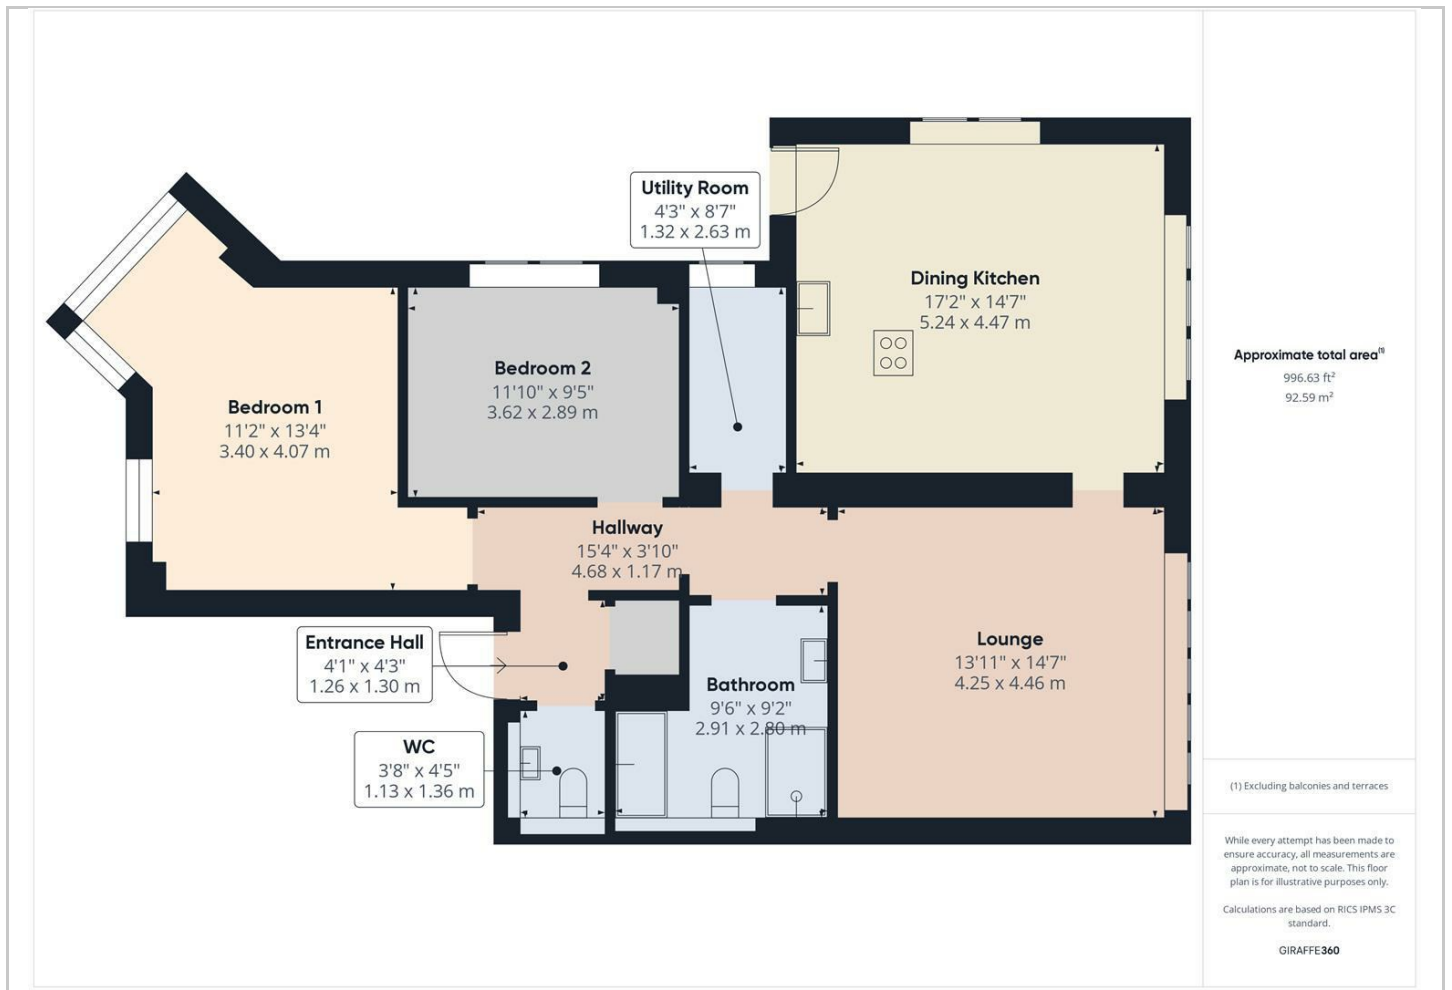 Utility Room
4'3" x 8'7"
1.32 x 2.63 m
Dining Kitchen
17'2" x 14'7"
5.24 x 4.47 m
Bedroom 2
11'10" x 9'5"
3.62 x 2.89 m
Bedroom 1
11'2" x 13'4"
3.40 x 4.07 m
Hallway
15'4" x 3'10"
4.68 x 1.17 m
Entrance Hall
4'1" x 4'3"
1.26 x 1.30 m
Lounge
13'11" x 14'7"
4.25 x 4.46 m
Bathroom
9'6" x 9'2"
2.91 x 2.80 m
WC
3'8" x 4'5"
1.13 x 1.36 m
Approximate total area(1)
996.63 ft²
92.59 m²
(1) Excluding balconies and terraces
While every attempt has been made to
ensure accuracy, all measurements are
approximate, not to scale. This floor
plan is for illustrative purposes only.
Calculations are based on RICS IPMS 3C
standard.
GIRAFFE360